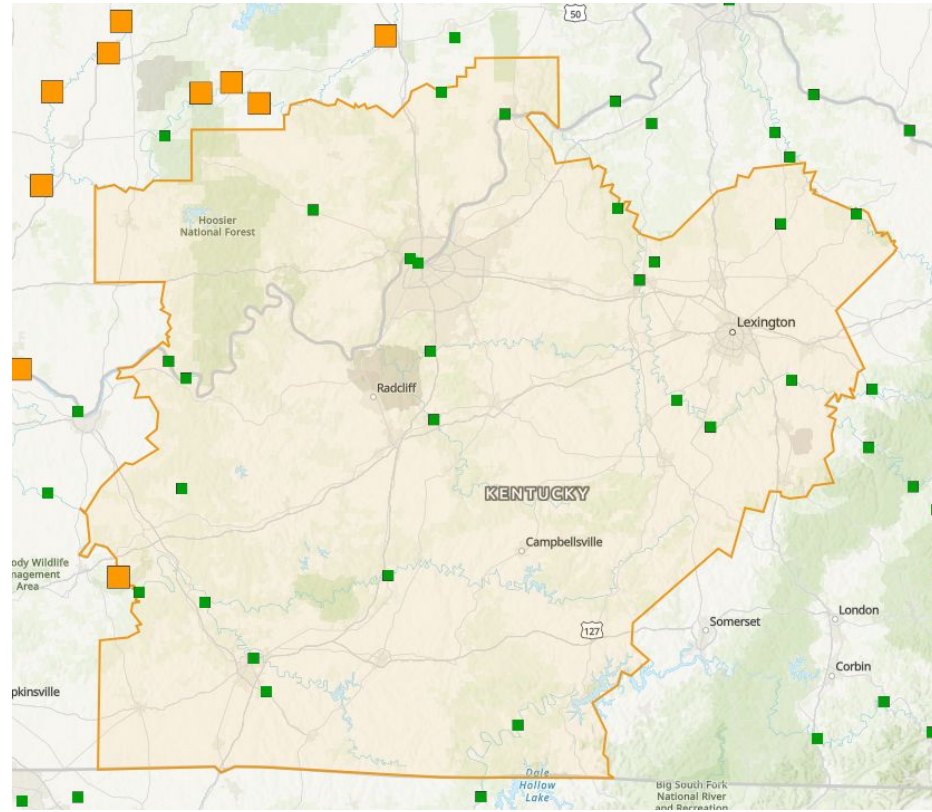 50
Hoosier
National Forest
Lexington
Radcliff
KENTUCKY
Campbellsville
ody Wildlife
nagement
Area
127
Somerset
London
Corbin
pkinsville
Dale
Hollow
Lake
Big South Fork
National River
and Recreation